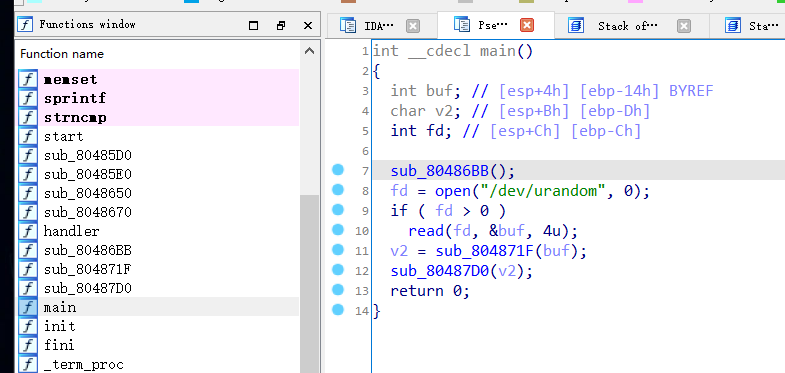 Functions window
IDA…
Pse…
Stack of…
Sta…
Function name
memset
sprintf
strncmp
start
sub_80485D0
sub_80485E0
sub_8048650
sub_8048670
handler
sub_80486BB
sub_804871F
sub_80487D0
main
init
fini
_term_proc
1 int __cdecl main()
2 {
3   int buf; // [esp+4h] [ebp-14h] BYREF
4   char v2; // [esp+Bh] [ebp-Dh]
5   int fd; // [esp+Ch] [ebp-Ch]
6
7   sub_80486BB();
8   fd = open("/dev/urandom", 0);
9   if ( fd > 0 )
10     read(fd, &buf, 4u);
11   v2 = sub_804871F(buf);
12   sub_80487D0(v2);
13   return 0;
14 }